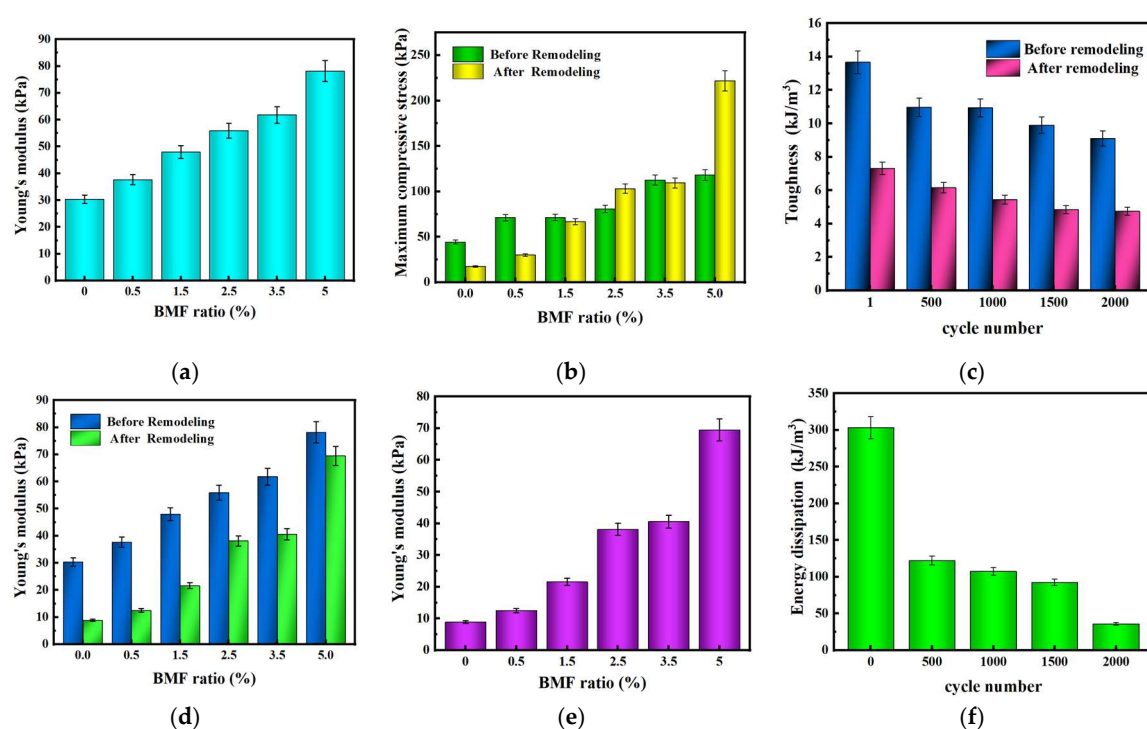 90
80
70
60
50
40
30
20
10
0
Young's modulus (kPa)
0 0.5 1.5 2.5 3.5 5
BMF ratio (%)
(a)
250
200
150
100
50
0
Maximum compressive stress (kPa)
Before Remodeling
After Remodeling
0.0 0.5 1.5 2.5 3.5 5.0
BMF ratio (%)
(b)
16
14
12
10
8
6
4
2
0
Toughness (kJ/m³)
Before remodeling
After remodeling
1 500 1000 1500 2000
cycle number
(c)
90
80
70
60
50
40
30
20
10
0
Young's modulus (kPa)
Before Remodeling
After Remodeling
0.0 0.5 1.5 2.5 3.5 5.0
BMF ratio (%)
(d)
80
70
60
50
40
30
20
10
0
Young's modulus (kPa)
0 0.5 1.5 2.5 3.5 5
BMF ratio (%)
(e)
350
300
250
200
150
100
50
0
Energy dissipation (kJ/m³)
0 500 1000 1500 2000
cycle number
(f)